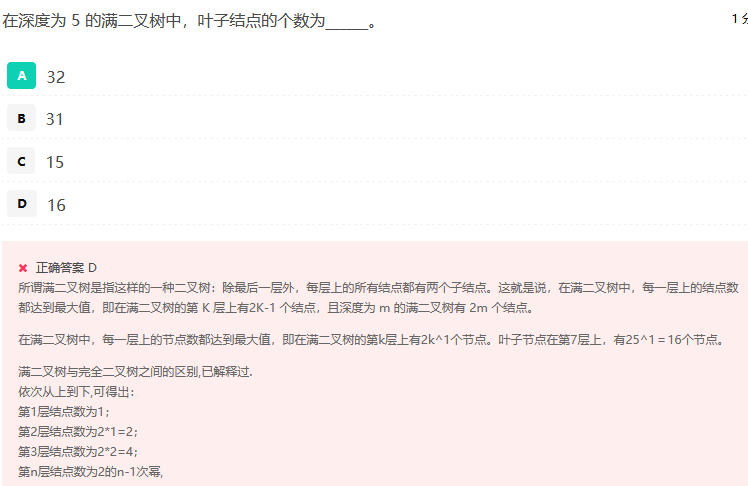 在深度为 5 的满二叉树中，叶子结点的个数为_____。
1 分
A 32
B 31
C 15
D 16
✖ 正确答案 D
所谓满二叉树是指这样的一种二叉树：除最后一层外，每层上的所有结点都有两个子结点。这就是说，在满二叉树中，每一层上的结点数
都达到最大值，即在满二叉树的第 K 层上有2K-1 个结点，且深度为 m 的满二叉树有 2m 个结点。
在满二叉树中，每一层上的节点数都达到最大值，即在满二叉树的第k层上有2k^1个节点。叶子节点在第7层上，有25^1＝16个节点。
满二叉树与完全二叉树之间的区别,已解释过.
依次从上到下,可得出：
第1层结点数为1；
第2层结点数为2*1=2；
第3层结点数为2*2=4；
第n层结点数为2的n-1次幂,